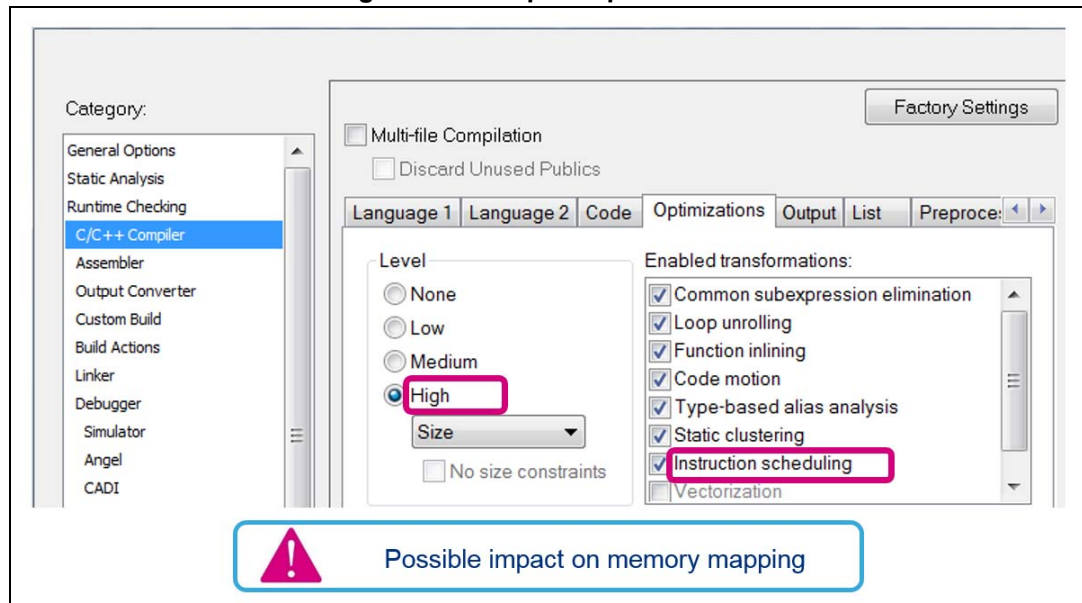 Category:
Factory Settings
Multi-file Compilation
Discard Unused Publics
General Options
Static Analysis
Runtime Checking
C/C++ Compiler
Assembler
Output Converter
Custom Build
Build Actions
Linker
Debugger
Simulator
Angel
CADI
Language 1 Language 2 Code Optimizations Output List
Level
None
Low
Medium
High
Size
No size constraints
Enabled transformations:
Common subexpression elimination
Loop unrolling
Function inlining
Code motion
Type-based alias analysis
Static clustering
Instruction scheduling
Vectorization
Possible impact on memory mapping